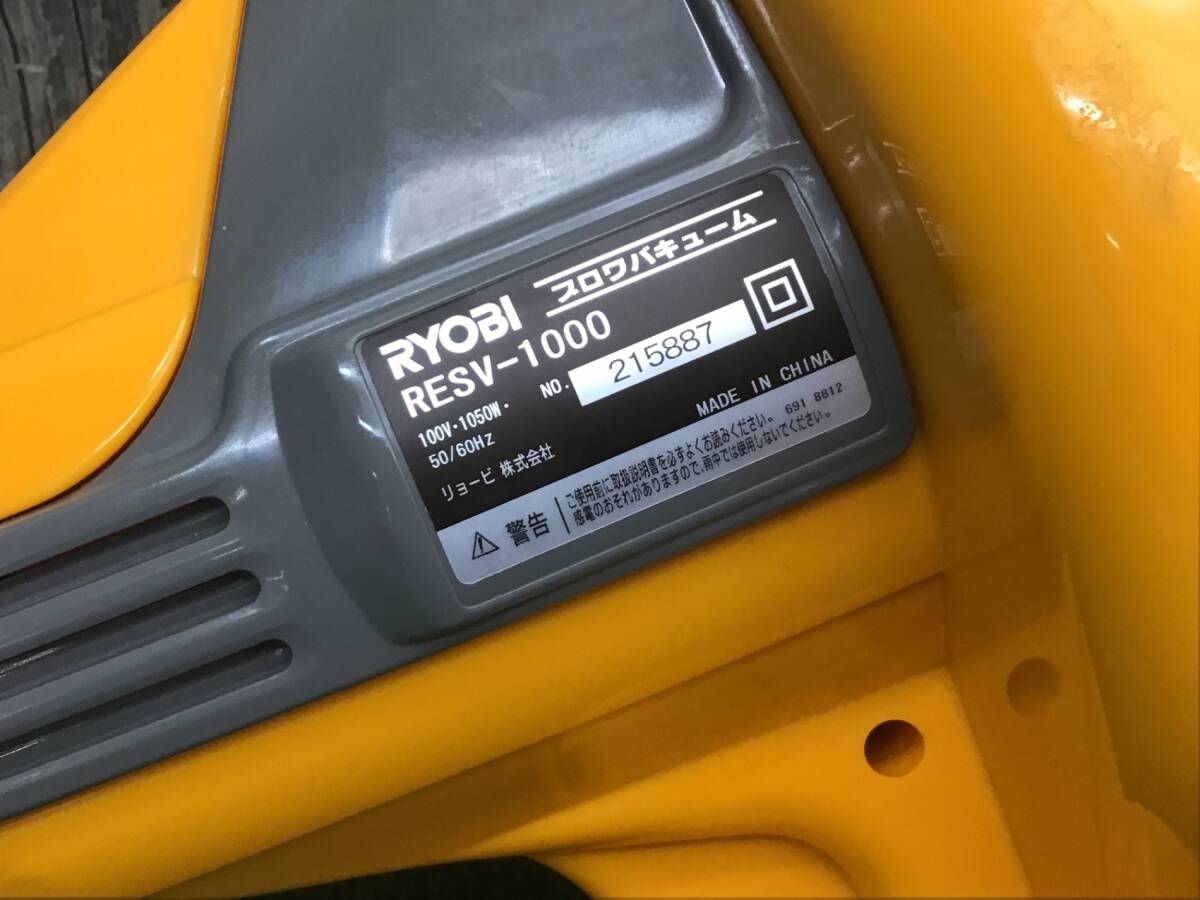 RYOBI ブロワバキューム
RESV-1000
100V・1050W・ NO. 215887
50/60Hz
リョービ 株式会社 MADE IN CHINA
警告 ご使用前に取扱説明書を必ずよくお読みください。 691 8812
感電のおそれがありますので、雨中では使用しないでください。